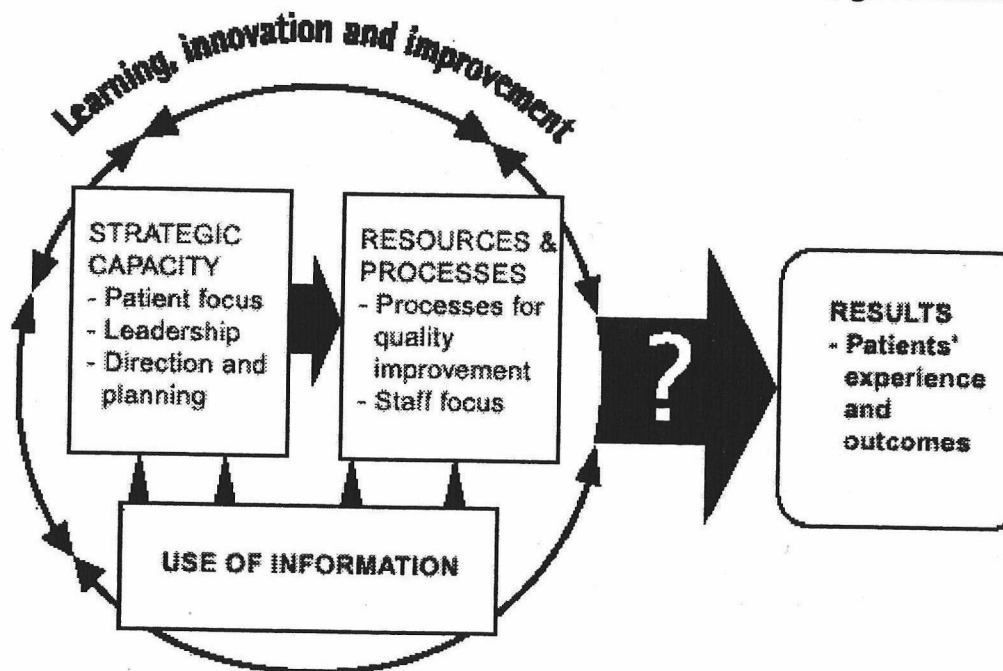 Learning, innovation and improvement
STRATEGIC
CAPACITY
- Patient focus
- Leadership
- Direction and
planning
RESOURCES &
PROCESSES
- Processes for
quality
improvement
- Staff focus
?
RESULTS
- Patients'
experience
and
outcomes
USE OF INFORMATION